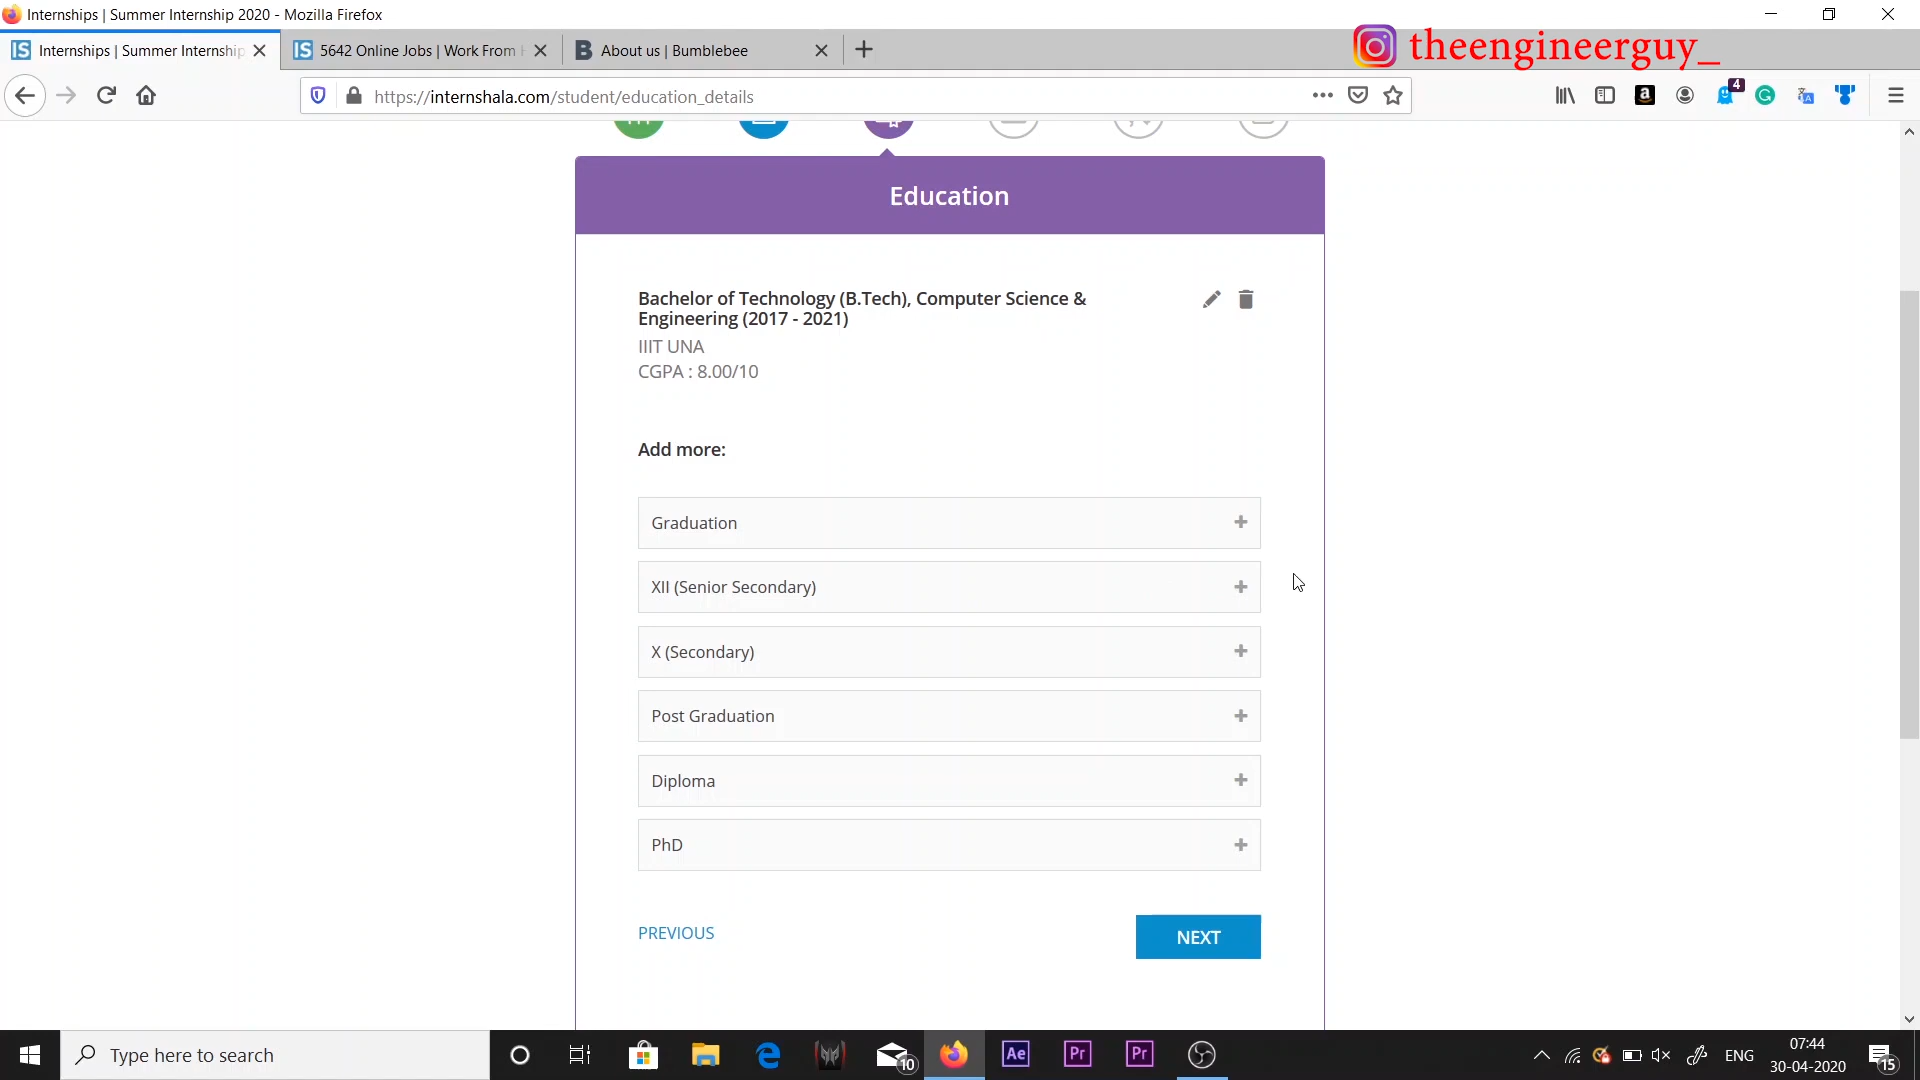 Internships | Summer Internship 2020 - Mozilla Firefox
Internships | Summer Internship
5642 Online Jobs | Work From
About us | Bumblebee
theengineerguy_
https://internshala.com/student/education_details
4
Education
Bachelor of Technology (B.Tech), Computer Science &
Engineering (2017 - 2021)
IIIT UNA
CGPA : 8.00/10
Add more:
Graduation
XII (Senior Secondary)
X (Secondary)
Post Graduation
Diploma
PhD
PREVIOUS
NEXT
Type here to search
10
Ae
Pr
Pr
ENG
07:44
30-04-2020
15